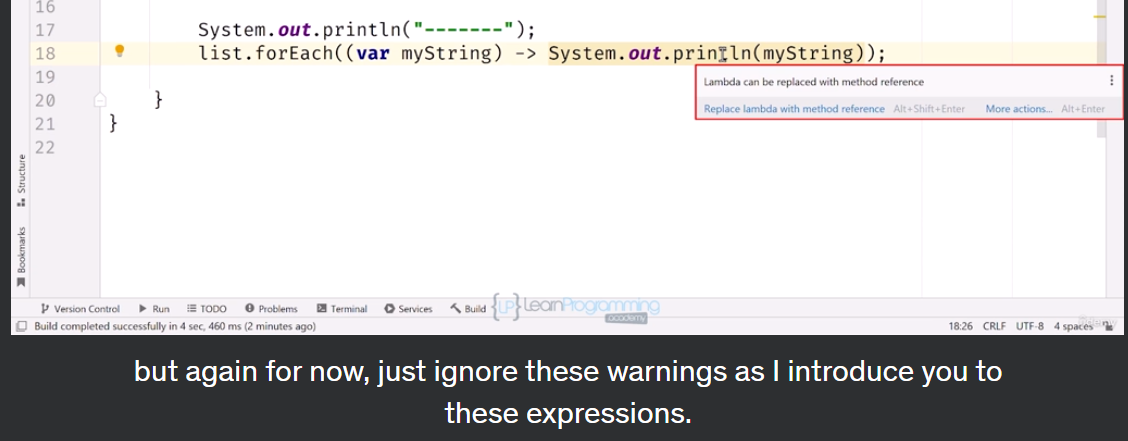 16
17 System.out.println("-------");
18 list.forEach((var myString) -> System.out.println(myString));
19
Lambda can be replaced with method reference
20 }
Replace lambda with method reference Alt+Shift+Enter More actions... Alt+Enter
21 }
22
Structure
Bookmarks
Version Control Run TODO Problems Terminal Services Build
{LP} LearnProgramming
academy
Build completed successfully in 4 sec, 460 ms (2 minutes ago) 18:26 CRLF UTF-8 4 spaces
Udemy
but again for now, just ignore these warnings as I introduce you to
these expressions.